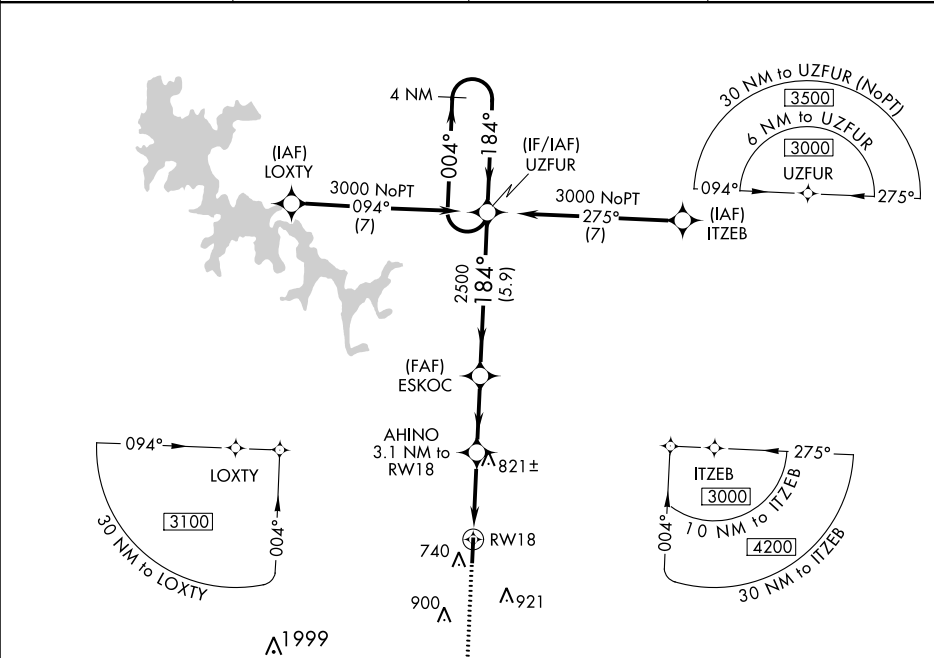 4 NM
004°
184°
(IF/IAF)
UZFUR
(IAF)
LOXTY
3000 NoPT
094°
(7)
3000 NoPT
275°
(7)
(IAF)
ITZEB
30 NM to UZFUR (NoPT)
3500
6 NM to UZFUR
3000
UZFUR
094°
275°
2500
184°
(5.9)
(FAF)
ESKOC
AHINO
3.1 NM to
RW18
821±
RW18
740
900
921
1999
094°
LOXTY
3100
004°
30 NM to LOXTY
275°
ITZEB
3000
10 NM to ITZEB
004°
4200
30 NM to ITZEB